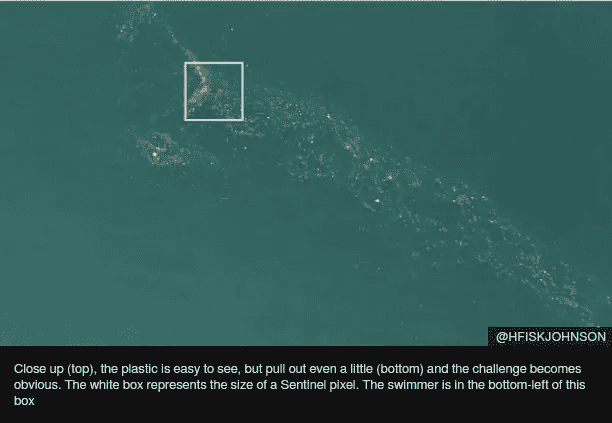 @HFISKJOHNSON
Close up (top), the plastic is easy to see, but pull out even a little (bottom) and the challenge becomes
obvious. The white box represents the size of a Sentinel pixel. The swimmer is in the bottom-left of this
box